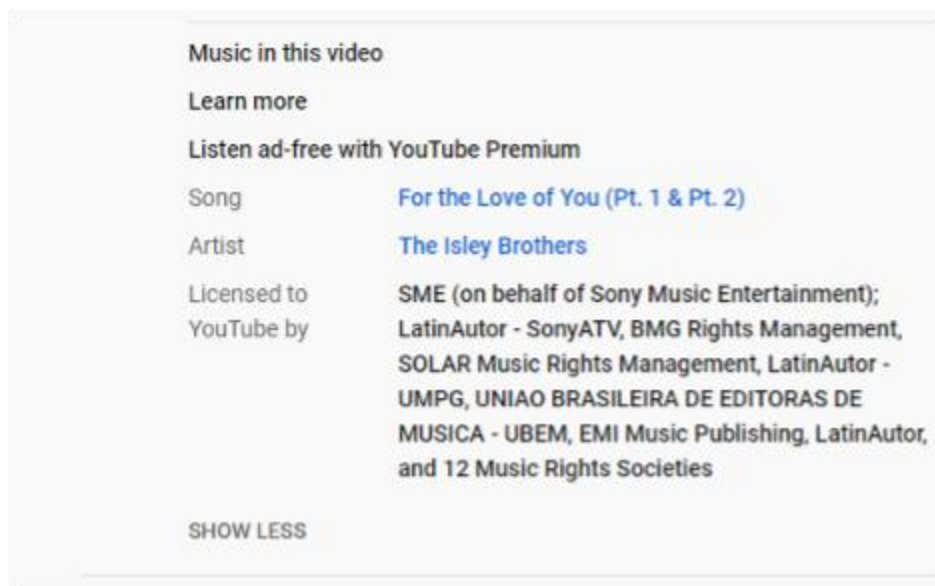 Music in this video
Learn more
Listen ad-free with YouTube Premium
Song For the Love of You (Pt. 1 & Pt. 2)
Artist The Isley Brothers
Licensed to YouTube by SME (on behalf of Sony Music Entertainment);
LatinAutor - SonyATV, BMG Rights Management,
SOLAR Music Rights Management, LatinAutor -
UMPG, UNIAO BRASILEIRA DE EDITORAS DE
MUSICA - UBEM, EMI Music Publishing, LatinAutor,
and 12 Music Rights Societies
SHOW LESS